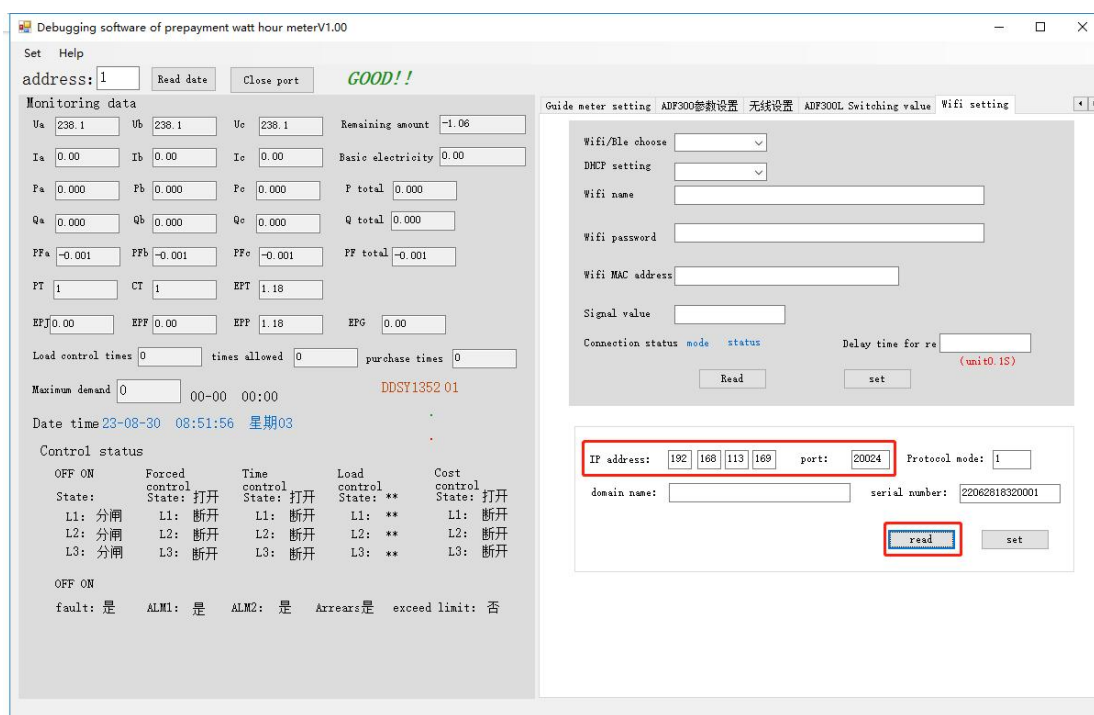 Debugging software of prepayment watt hour meterV1.00
Set Help
address: 1 Read date Close port GOOD!!
Monitoring data
Ua 238.1 Ub 238.1 Uc 238.1 Remaining amount -1.06
Ia 0.00 Ib 0.00 Ic 0.00 Basic electricity 0.00
Pa 0.000 Pb 0.000 Pc 0.000 P total 0.000
Qa 0.000 Qb 0.000 Qc 0.000 Q total 0.000
PFa -0.001 PFb -0.001 PFc -0.001 PF total -0.001
PT 1 CT 1 EPT 1.18
EPJ 0.00 EPF 0.00 EPP 1.18 EPG 0.00
Load control times 0 times allowed 0 purchase times 0
Maximum demand 0 00-00 00:00 DDSY1352 01
Date time 23-08-30 08:51:56 星期03
Control status
OFF ON Forced control Time control Load control Cost control
State: State: 打开 State: 打开 State: ** State: 打开
L1: 分闸 L1: 断开 L1: 断开 L1: ** L1: 断开
L2: 分闸 L2: 断开 L2: 断开 L2: ** L2: 断开
L3: 分闸 L3: 断开 L3: 断开 L3: ** L3: 断开
OFF ON
fault: 是 ALM1: 是 ALM2: 是 Arrears是 exceed limit: 否
Guide meter setting ADF300参数设置 无线设置 ADF300L Switching value Wifi setting
Wifi/Ble choose
DHCP setting
Wifi name
Wifi password
Wifi MAC address
Signal value
Connection status mode status Delay time for re
(unit0.1S)
Read set
IP address: 192 168 113 169 port: 20024 Protocol mode: 1
domain name: serial number: 22062818320001
read set